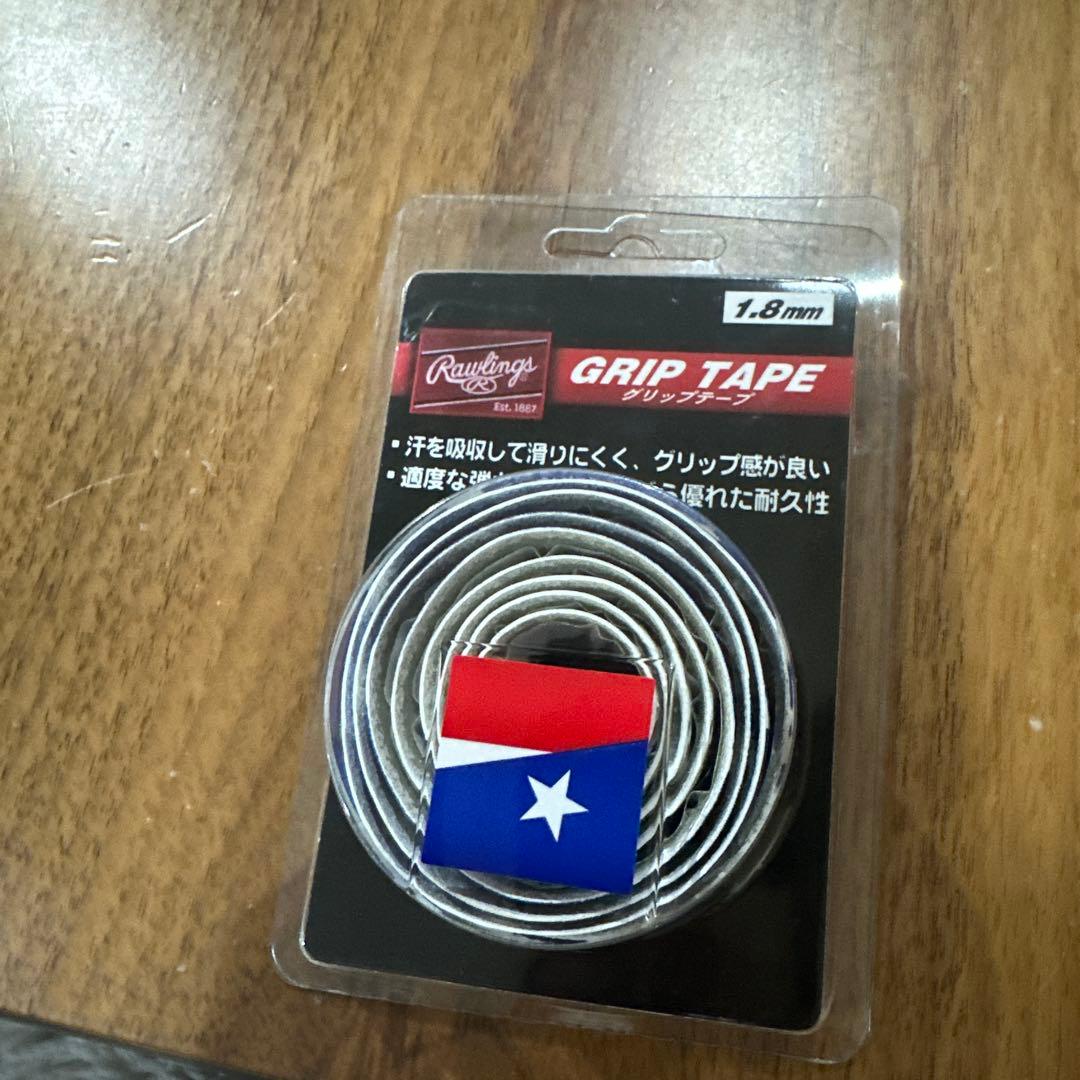 1.8mm
Rawlings
R
Est. 1887
GRIP TAPE
グリップテープ
・汗を吸収して滑りにくく、グリップ感が良い
・適度な 優れた耐久性